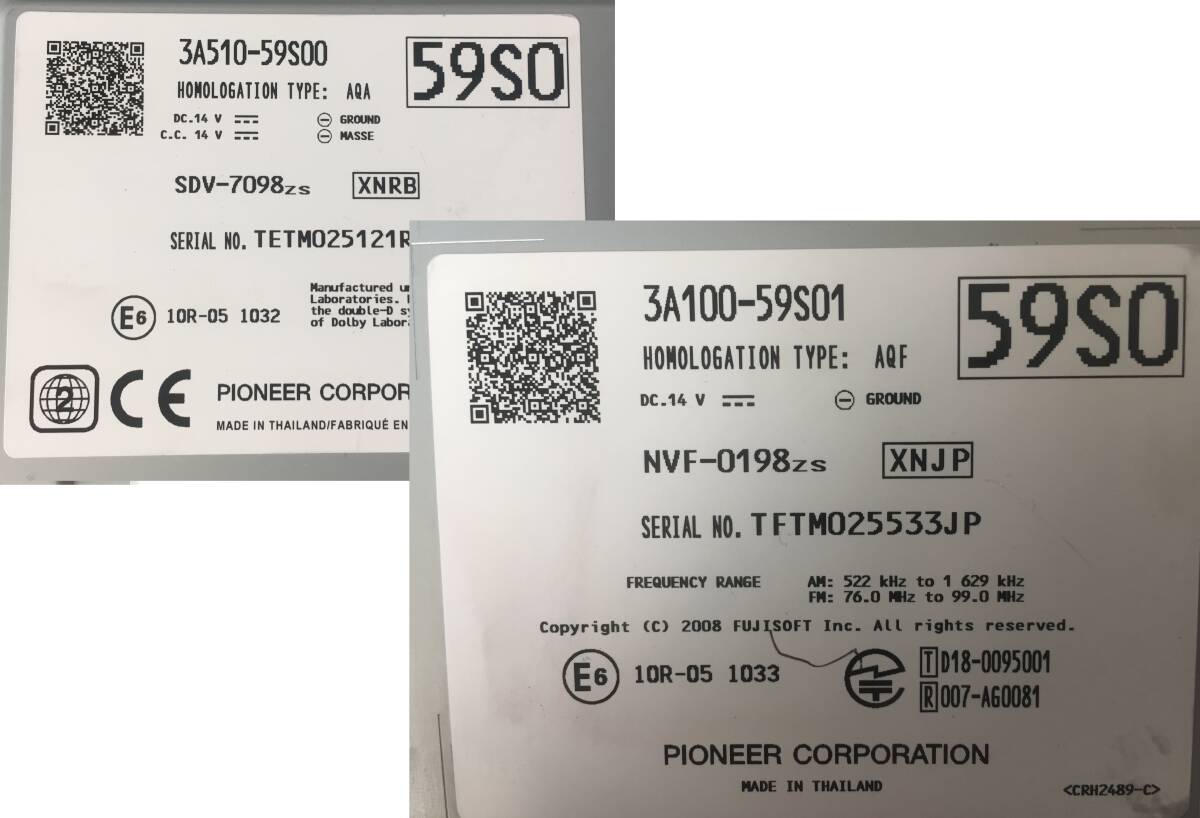 3A510-59S00
59S0
HOMOLOGATION TYPE: AQA
DC.14 V
GROUND
C.C. 14 V
MASSE
SDV-7098zs
XNRB
SERIAL NO. TETM025121R
E6
10R-05 1032
Manufactured
Laboratories.
the double-D
of Dolby
2
CE
PIONEER
MADE IN THAILAND/FABRIQUÉ EN
3A100-59S01
59S0
HOMOLOGATION TYPE: AQF
DC.14 V
GROUND
NVF-0198zs
XNJP
SERIAL NO. TFTM025533JP
FREQUENCY RANGE AM: 522 kHz to 1 629 kHz
FM: 76.0 MHz to 99.0 MHz
Copyright (C) 2008 FUJISOFT Inc. All rights reserved.
E6
10R-05 1033
T D18-0095001
R 007-AG0081
PIONEER CORPORATION
MADE IN THAILAND
<CRH2489-C>